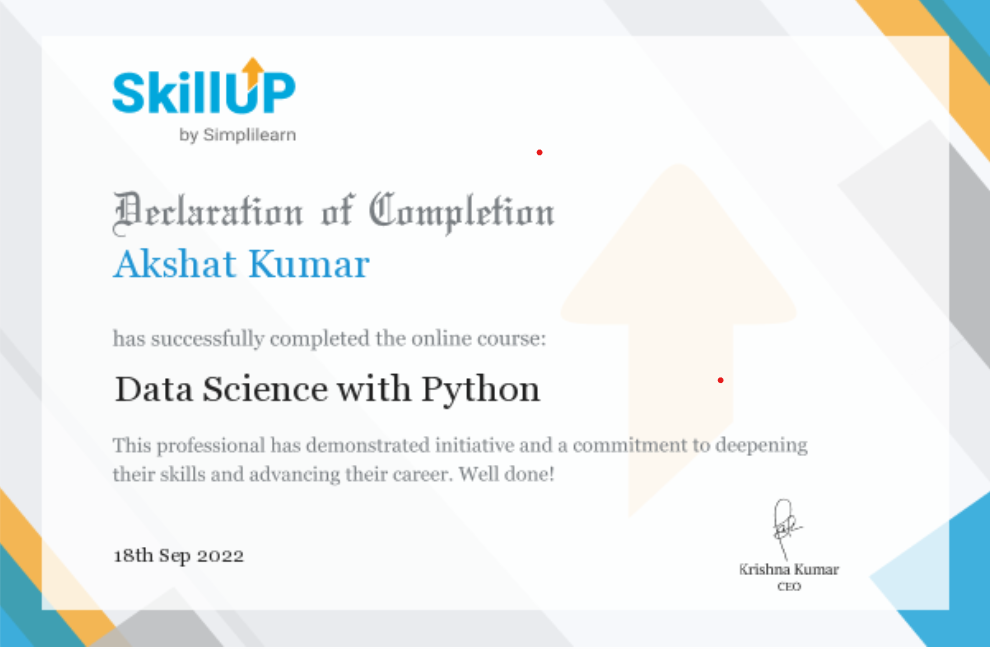 SkillUP
by Simplilearn
Declaration of Completion
Akshat Kumar
has successfully completed the online course:
Data Science with Python
This professional has demonstrated initiative and a commitment to deepening
their skills and advancing their career. Well done!
18th Sep 2022
Krishna Kumar
CEO